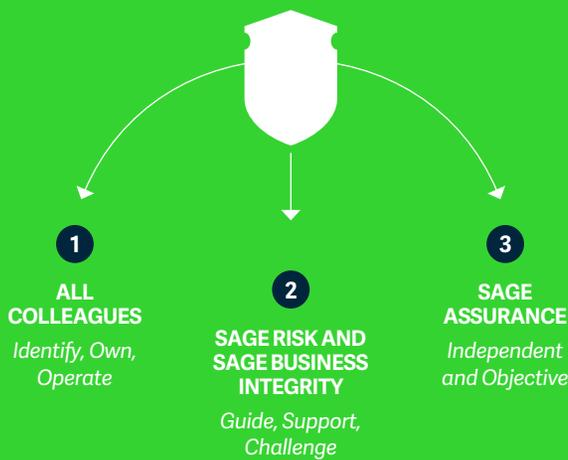 1
ALL
COLLEAGUES
Identify, Own,
Operate
2
SAGE RISK AND
SAGE BUSINESS
INTEGRITY
Guide, Support,
Challenge
3
SAGE
ASSURANCE
Independent
and Objective